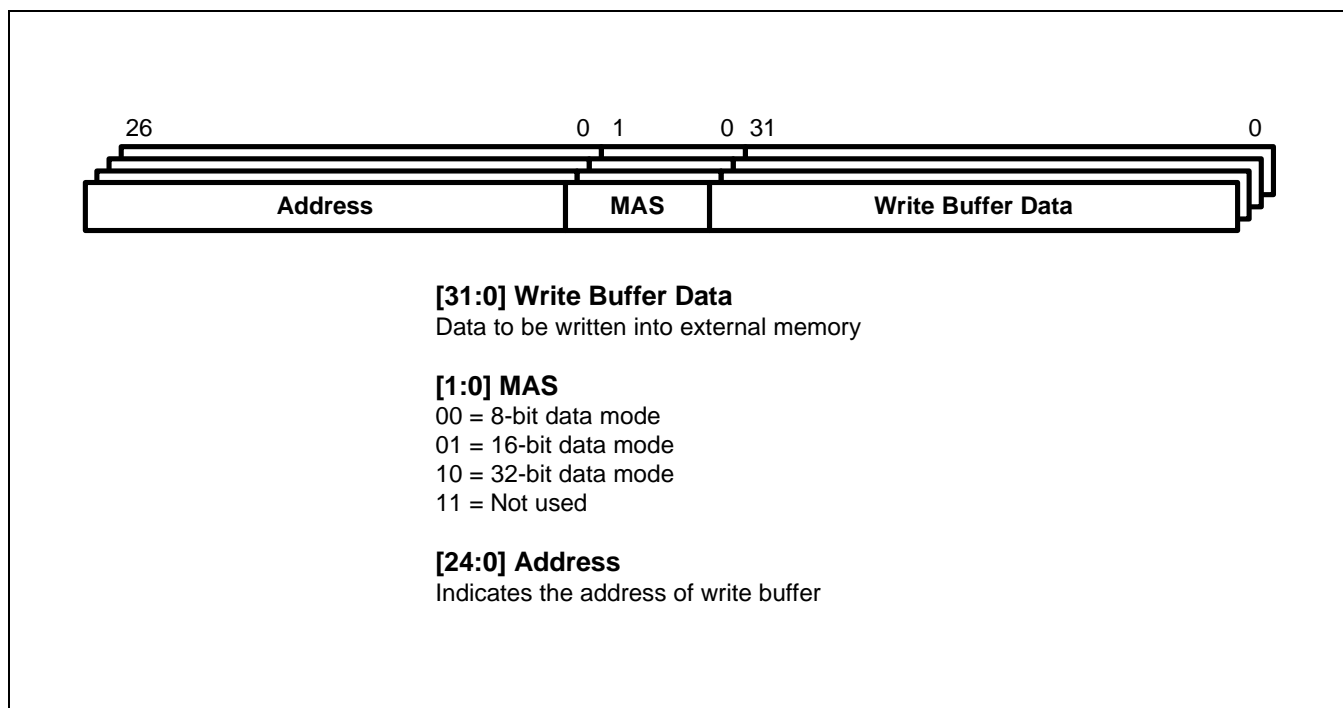 26 0 1 0 31 0
Address MAS Write Buffer Data
[31:0] Write Buffer Data
Data to be written into external memory
[1:0] MAS
00 = 8-bit data mode
01 = 16-bit data mode
10 = 32-bit data mode
11 = Not used
[24:0] Address
Indicates the address of write buffer